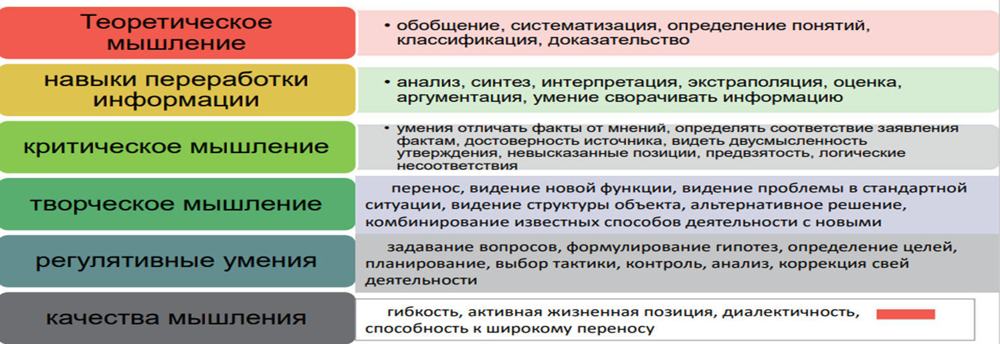 Теоретическое
мышление
• обобщение, систематизация, определение понятий,
классификация, доказательство
навыки переработки
информации
• анализ, синтез, интерпретация, экстраполяция, оценка,
аргументация, умение сворачивать информацию
критическое мышление
• умения отличать факты от мнений, определять соответствие заявления
фактам, достоверность источника, видеть двусмысленность
утверждения, невысказанные позиции, предвзятость, логические
несоответствия
творческое мышление
перенос, видение новой функции, видение проблемы в стандартной
ситуации, видение структуры объекта, альтернативное решение,
комбинирование известных способов деятельности с новыми
регулятивные умения
задавание вопросов, формулирование гипотез, определение целей,
планирование, выбор тактики, контроль, анализ, коррекция свей
деятельности
качества мышления
гибкость, активная жизненная позиция, диалектичность,
способность к широкому переносу